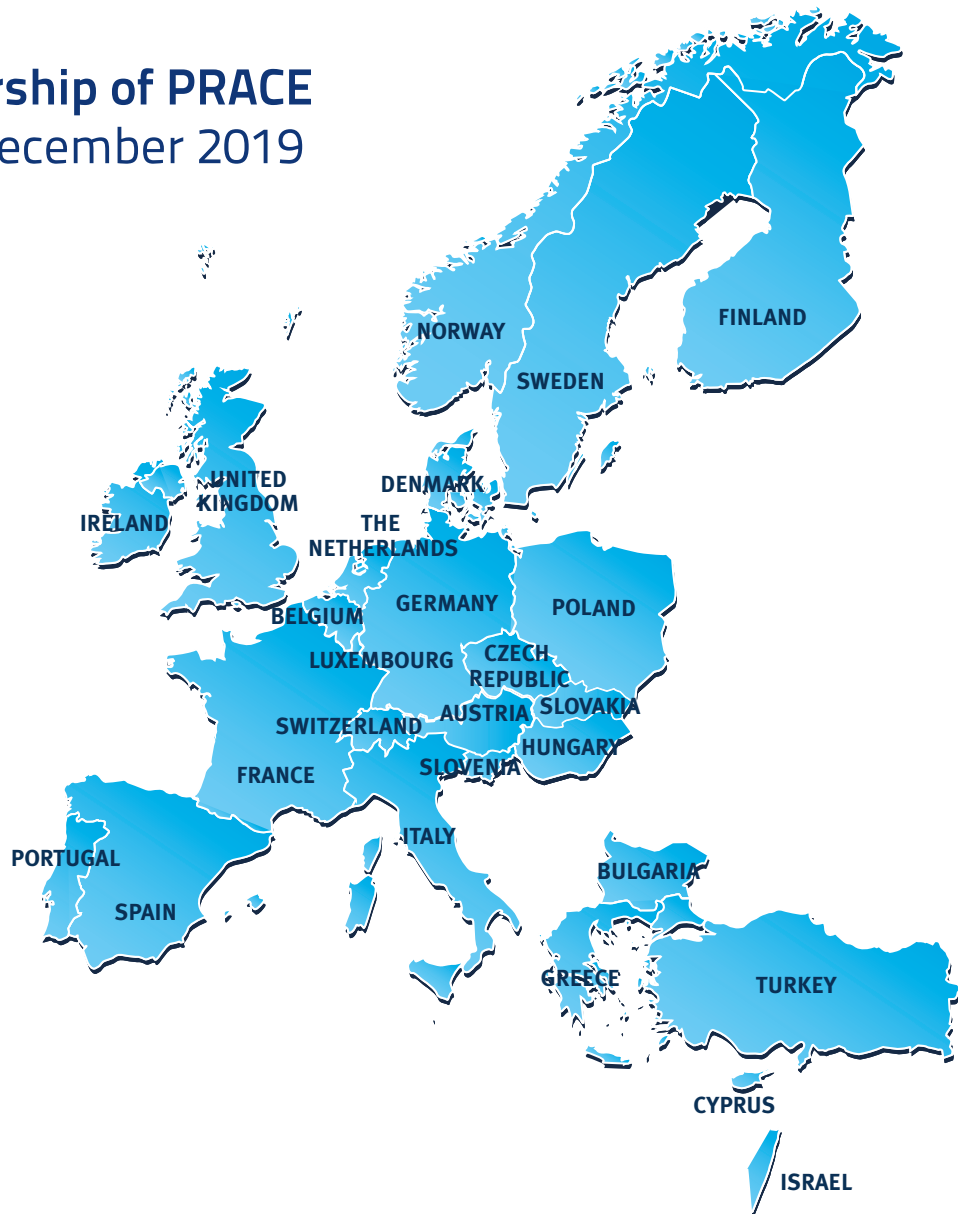 rship of PRACE
ecember 2019
NORWAY
FINLAND
SWEDEN
UNITED
KINGDOM
DENMARK
IRELAND
THE
NETHERLANDS
BELGIUM
GERMANY
POLAND
LUXEMBOURG
CZECH
REPUBLIC
SLOVAKIA
AUSTRIA
SWITZERLAND
HUNGARY
SLOVENIA
FRANCE
ITALY
PORTUGAL
SPAIN
BULGARIA
GREECE
TURKEY
CYPRUS
ISRAEL